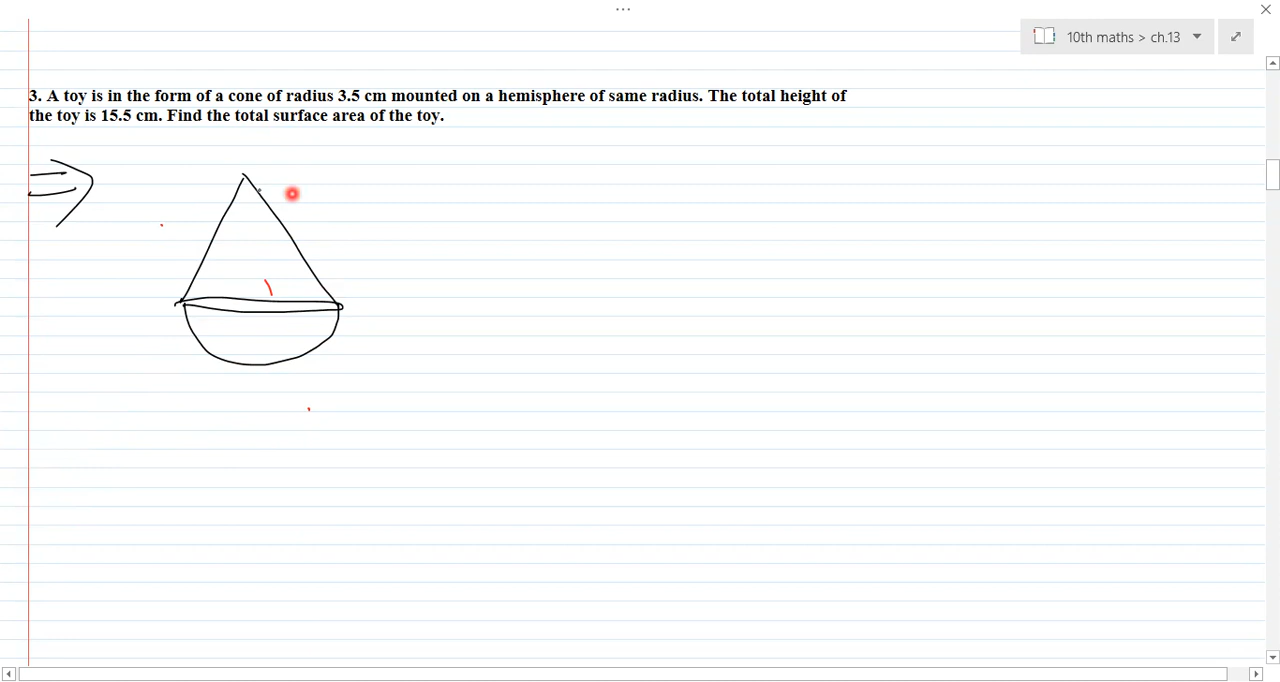 10th maths > ch.13
3. A toy is in the form of a cone of radius 3.5 cm mounted on a hemisphere of same radius. The total height of
the toy is 15.5 cm. Find the total surface area of the toy.